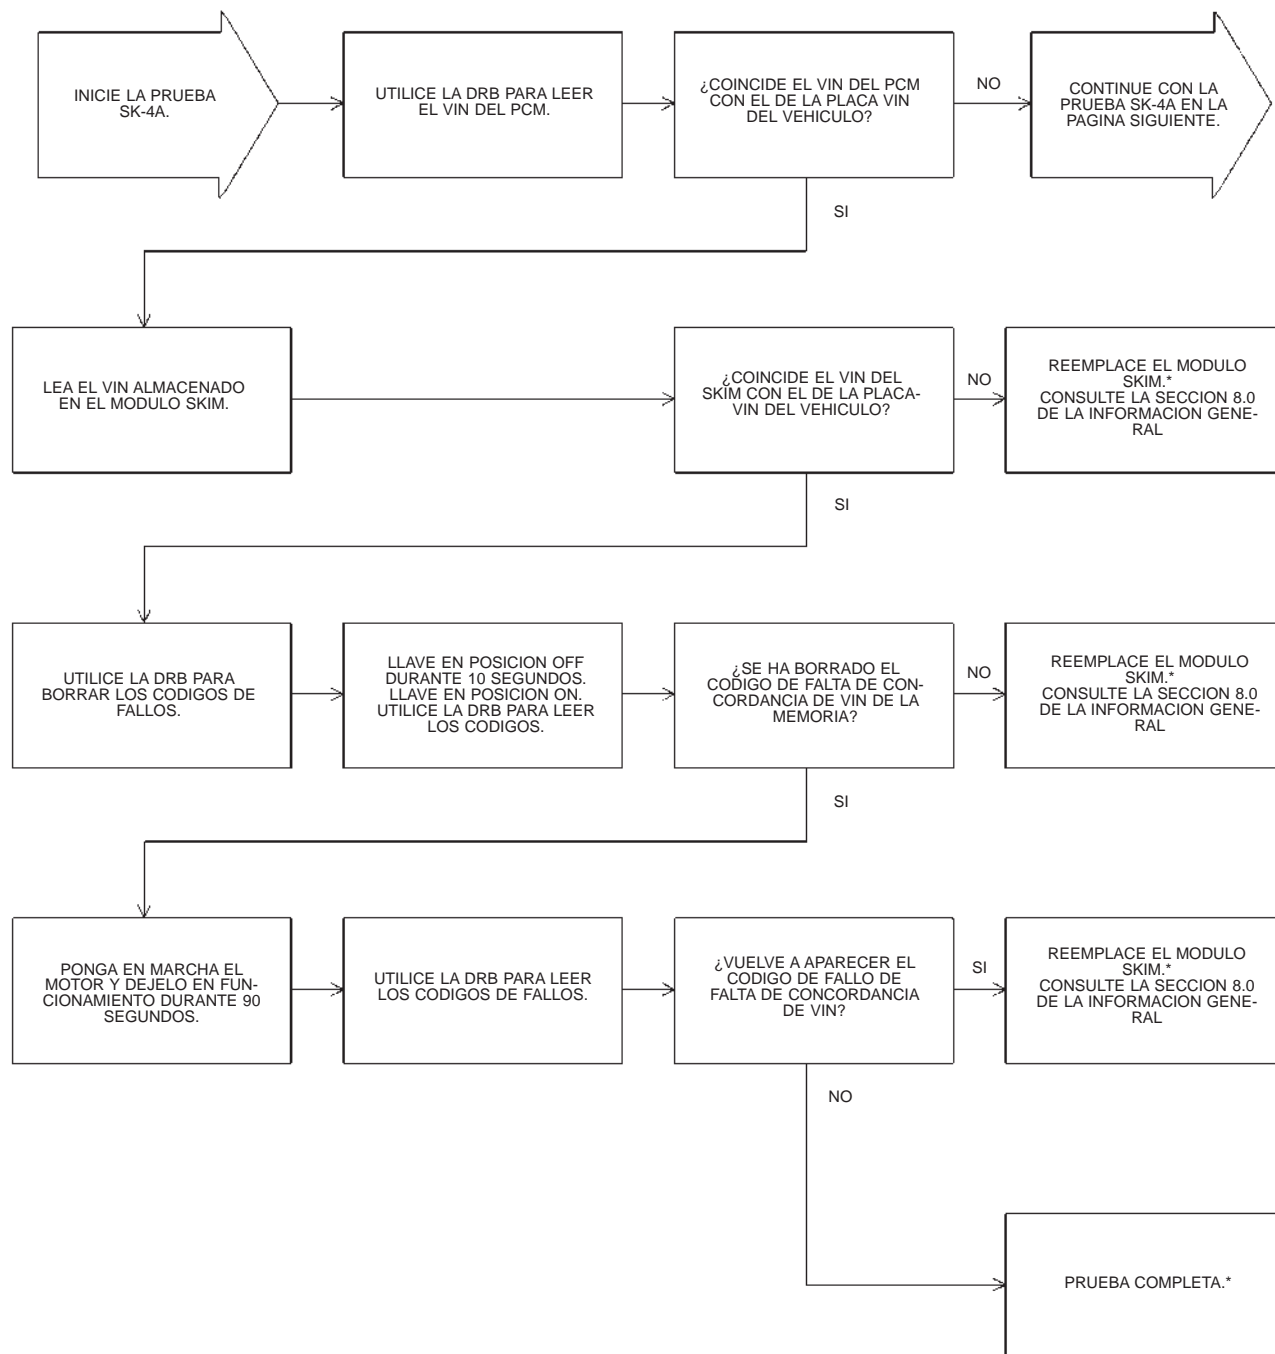 INICIE LA PRUEBA
SK-4A.
UTILICE LA DRB PARA LEER
EL VIN DEL PCM.
¿COINCIDE EL VIN DEL PCM
CON EL DE LA PLACA VIN
DEL VEHICULO?
NO
CONTINUE CON LA
PRUEBA SK-4A EN LA
PAGINA SIGUIENTE.
SI
LEA EL VIN ALMACENADO
EN EL MODULO SKIM.
¿COINCIDE EL VIN DEL
SKIM CON EL DE LA PLACA-
VIN DEL VEHICULO?
NO
REEMPLACE EL MODULO
SKIM.*
CONSULTE LA SECCION 8.0
DE LA INFORMACION GENE-
RAL
SI
UTILICE LA DRB PARA
BORRAR LOS CODIGOS DE
FALLOS.
LLAVE EN POSICION OFF
DURANTE 10 SEGUNDOS.
LLAVE EN POSICION ON.
UTILICE LA DRB PARA LEER
LOS CODIGOS.
¿SE HA BORRADO EL
CODIGO DE FALTA DE CON-
CORDANCIA DE VIN DE LA
MEMORIA?
NO
REEMPLACE EL MODULO
SKIM.*
CONSULTE LA SECCION 8.0
DE LA INFORMACION GENE-
RAL
SI
PONGA EN MARCHA EL
MOTOR Y DEJELO EN FUN-
CIONAMIENTO DURANTE 90
SEGUNDOS.
UTILICE LA DRB PARA LEER
LOS CODIGOS DE FALLOS.
¿VUELVE A APARECER EL
CODIGO DE FALLO DE
FALTA DE CONCORDANCIA
DE VIN?
SI
REEMPLACE EL MODULO
SKIM.*
CONSULTE LA SECCION 8.0
DE LA INFORMACION GENE-
RAL
NO
PRUEBA COMPLETA.*